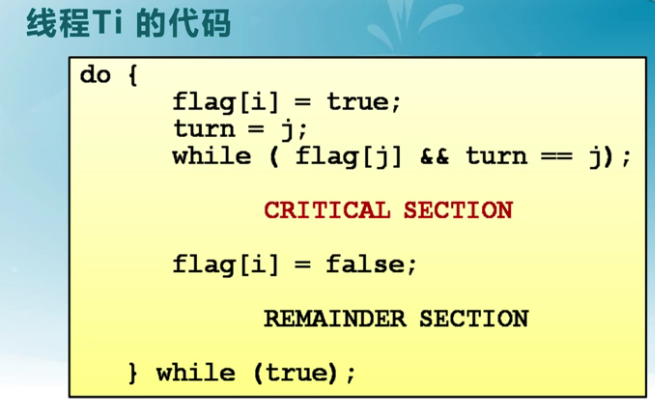 线程Ti 的代码
do {
flag[i] = true;
turn = j;
while ( flag[j] && turn == j);
CRITICAL SECTION
flag[i] = false;
REMAINDER SECTION
} while (true);